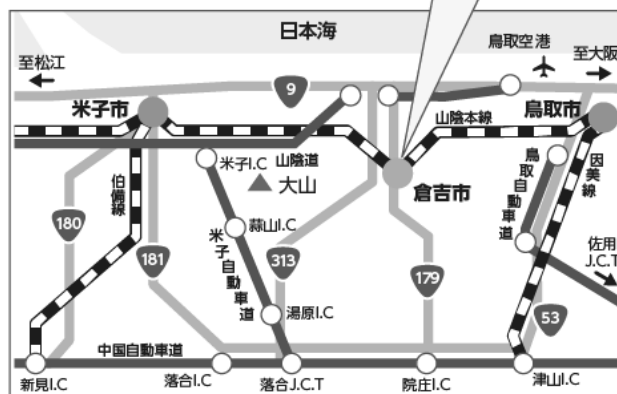 日本海
鳥取空港
至松江
至大阪
9
米子市
鳥取市
山陰本線
山陰道
米子I.C
大山
倉吉市
鳥取自動車道
因美線
伯備線
180
181
蒜山I.C
米子自動車道
313
179
佐用
J.C.T
湯原I.C
53
中国自動車道
新見I.C
落合I.C
落合J.C.T
院庄I.C
津山I.C